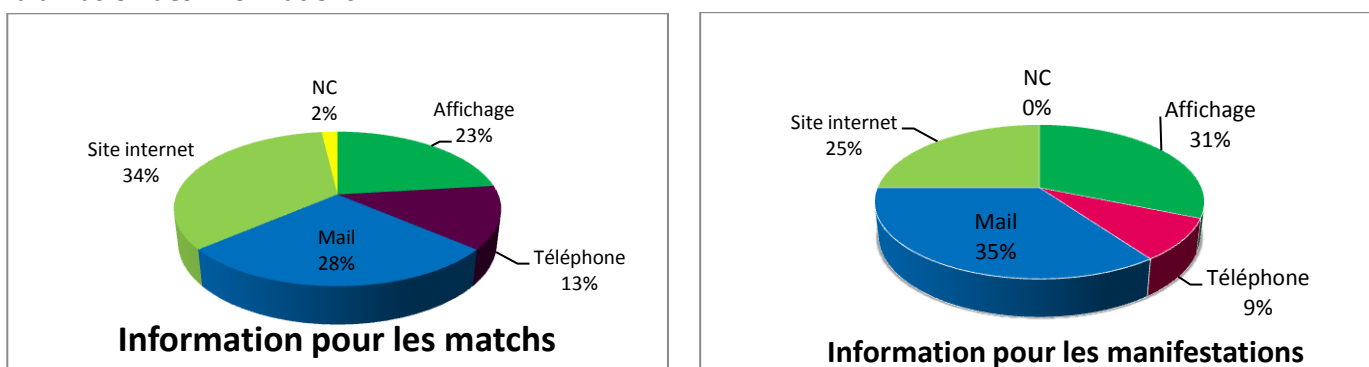 NC
2%
Affichage
23%
Site internet
34%
Mail
28%
Téléphone
13%
Information pour les matchs
NC
0%
Affichage
31%
Site internet
25%
Mail
35%
Téléphone
9%
Information pour les manifestations